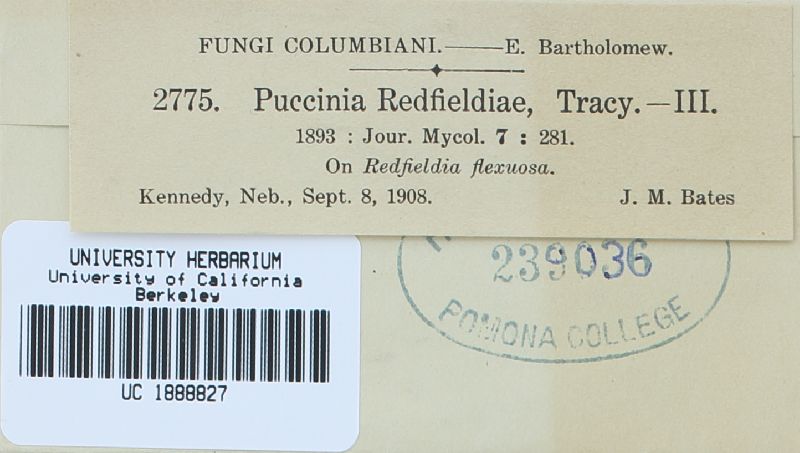 FUNGI COLUMBIANI.——E. Bartholomew.
2775. Puccinia Redfieldiae, Tracy.—III.
1893 : Jour. Mycol. 7 : 281.
On Redfieldia flexuosa.
Kennedy, Neb., Sept. 8, 1908. J. M. Bates
239036
POMONA COLLEGE
UNIVERSITY HERBARIUM
University of California
Berkeley
UC 1888827